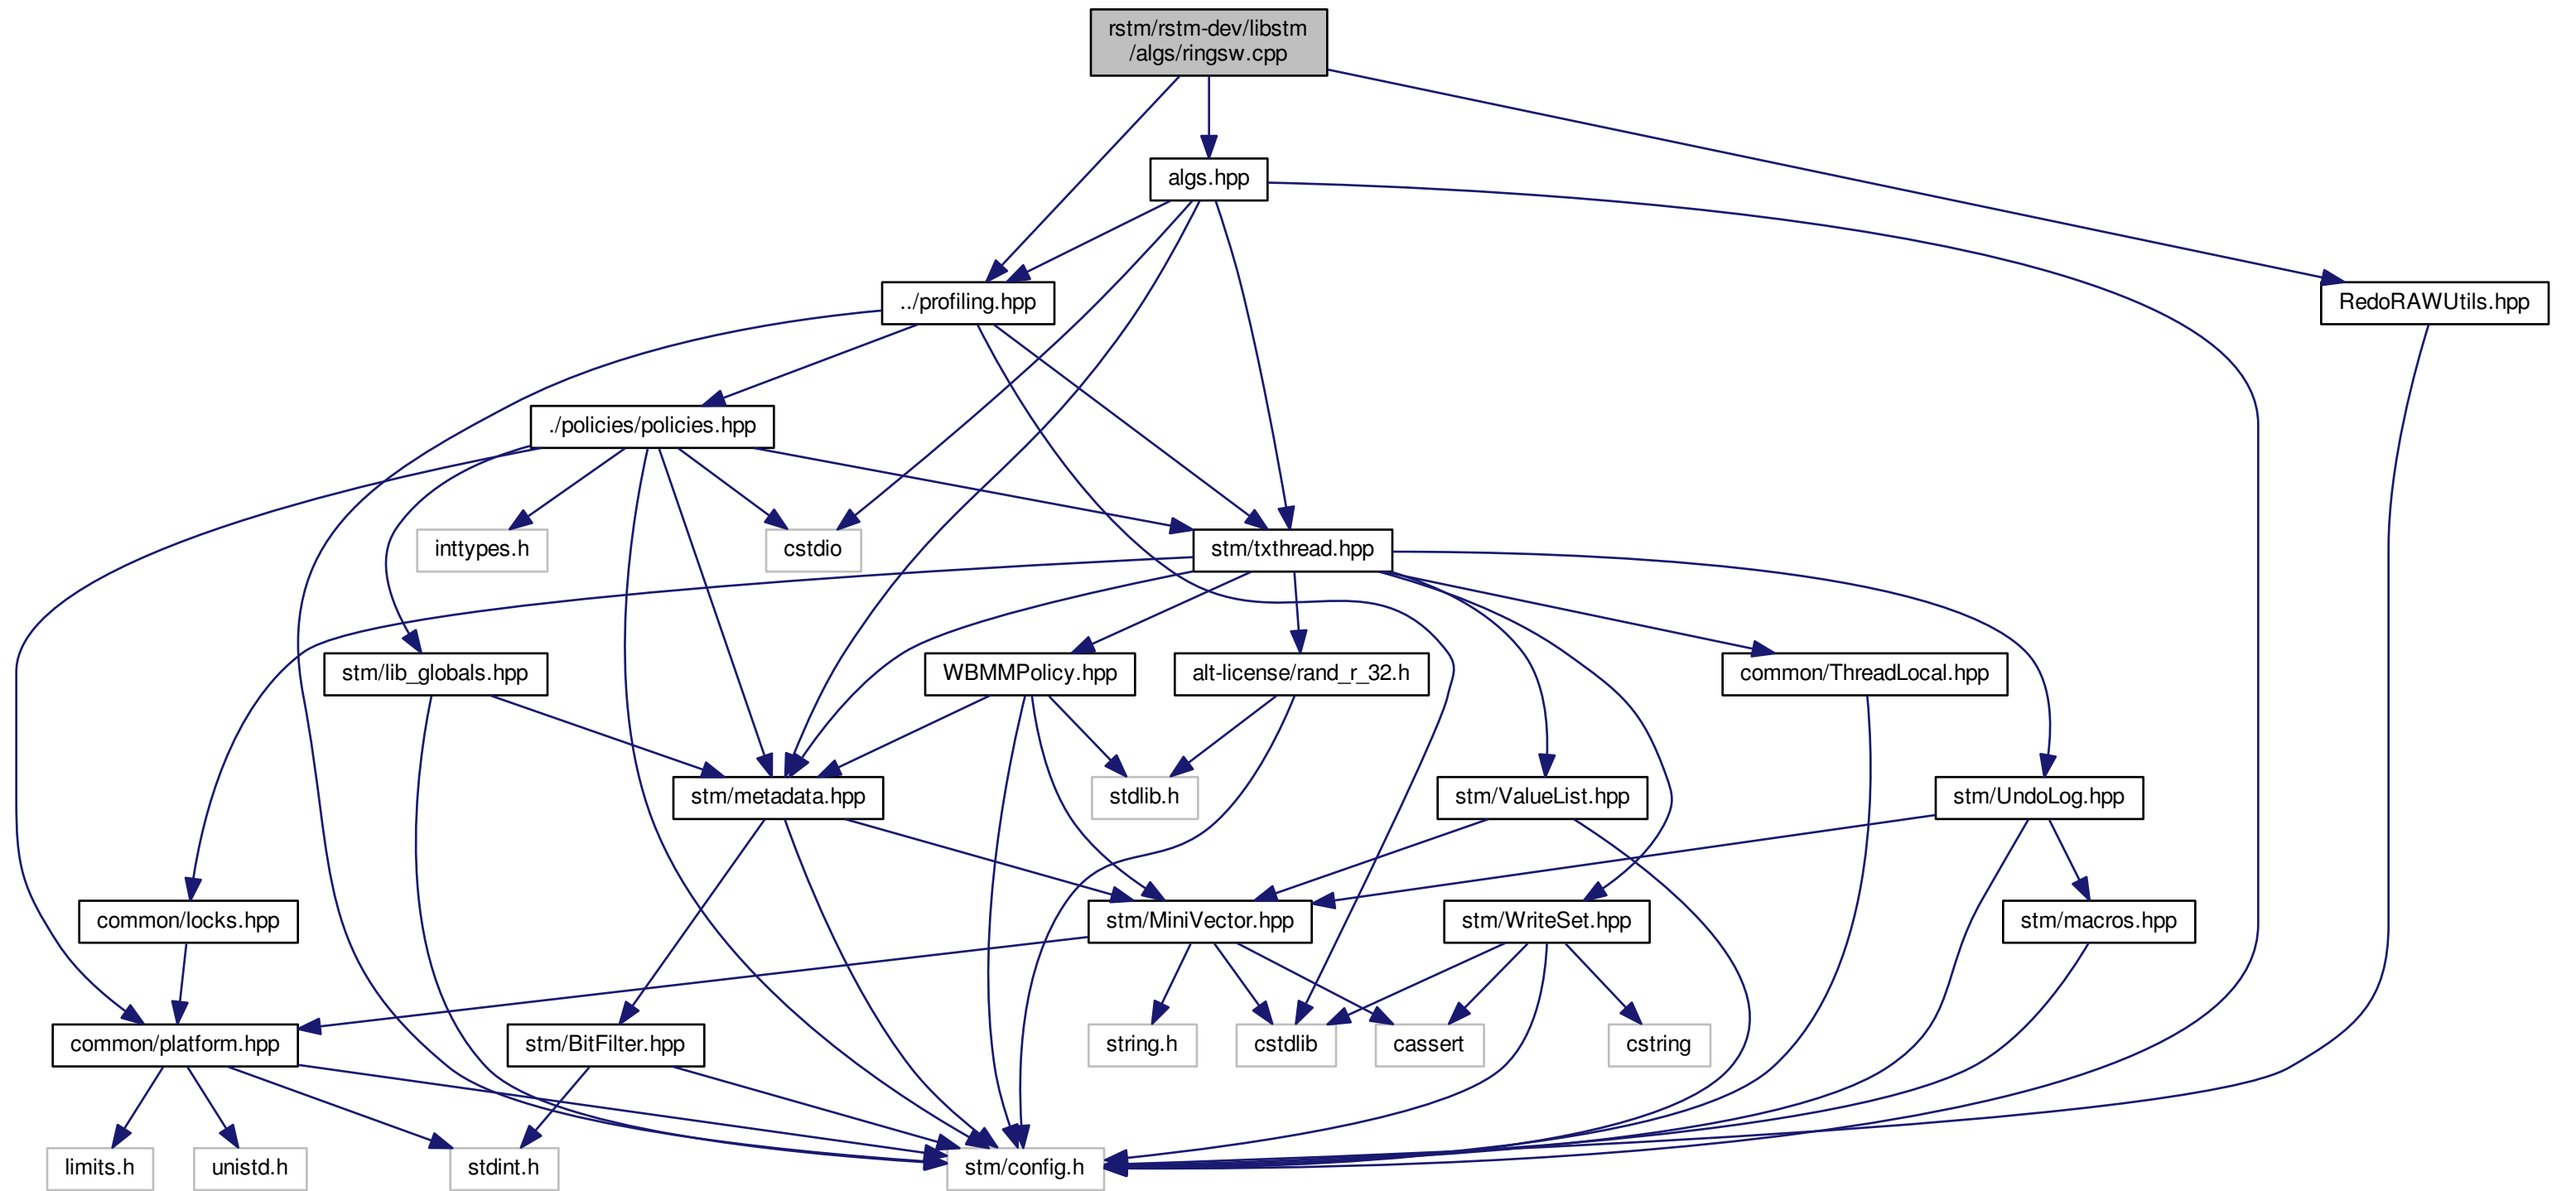 rstm/rstm-dev/libstm
/algs/ringsw.cpp
algs.hpp
../profiling.hpp
RedoRAWUtils.hpp
./policies/policies.hpp
inttypes.h
cstdio
stm/txthread.hpp
stm/lib_globals.hpp
WBMMPolicy.hpp
alt-license/rand_r_32.h
common/ThreadLocal.hpp
stm/metadata.hpp
stdlib.h
stm/ValueList.hpp
stm/UndoLog.hpp
common/locks.hpp
stm/MiniVector.hpp
stm/WriteSet.hpp
stm/macros.hpp
common/platform.hpp
stm/BitFilter.hpp
string.h
cstdlib
cassert
cstring
limits.h
unistd.h
stdint.h
stm/config.h